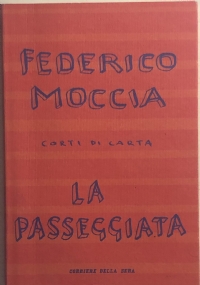 FEDERICO
MOCCIA
CORTI DI CARTA
LA
PASSEGGIATA
CORRIERE DELLA SERA